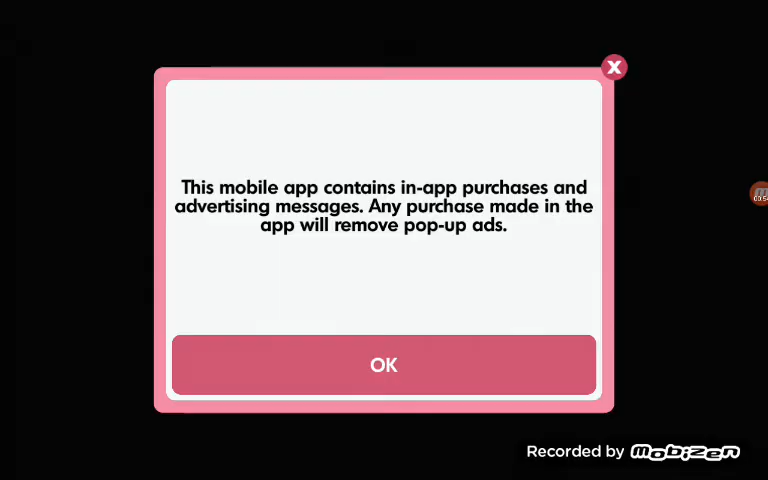 X
This mobile app contains in-app purchases and
advertising messages. Any purchase made in the
app will remove pop-up ads.
OK
Recorded by mobizen